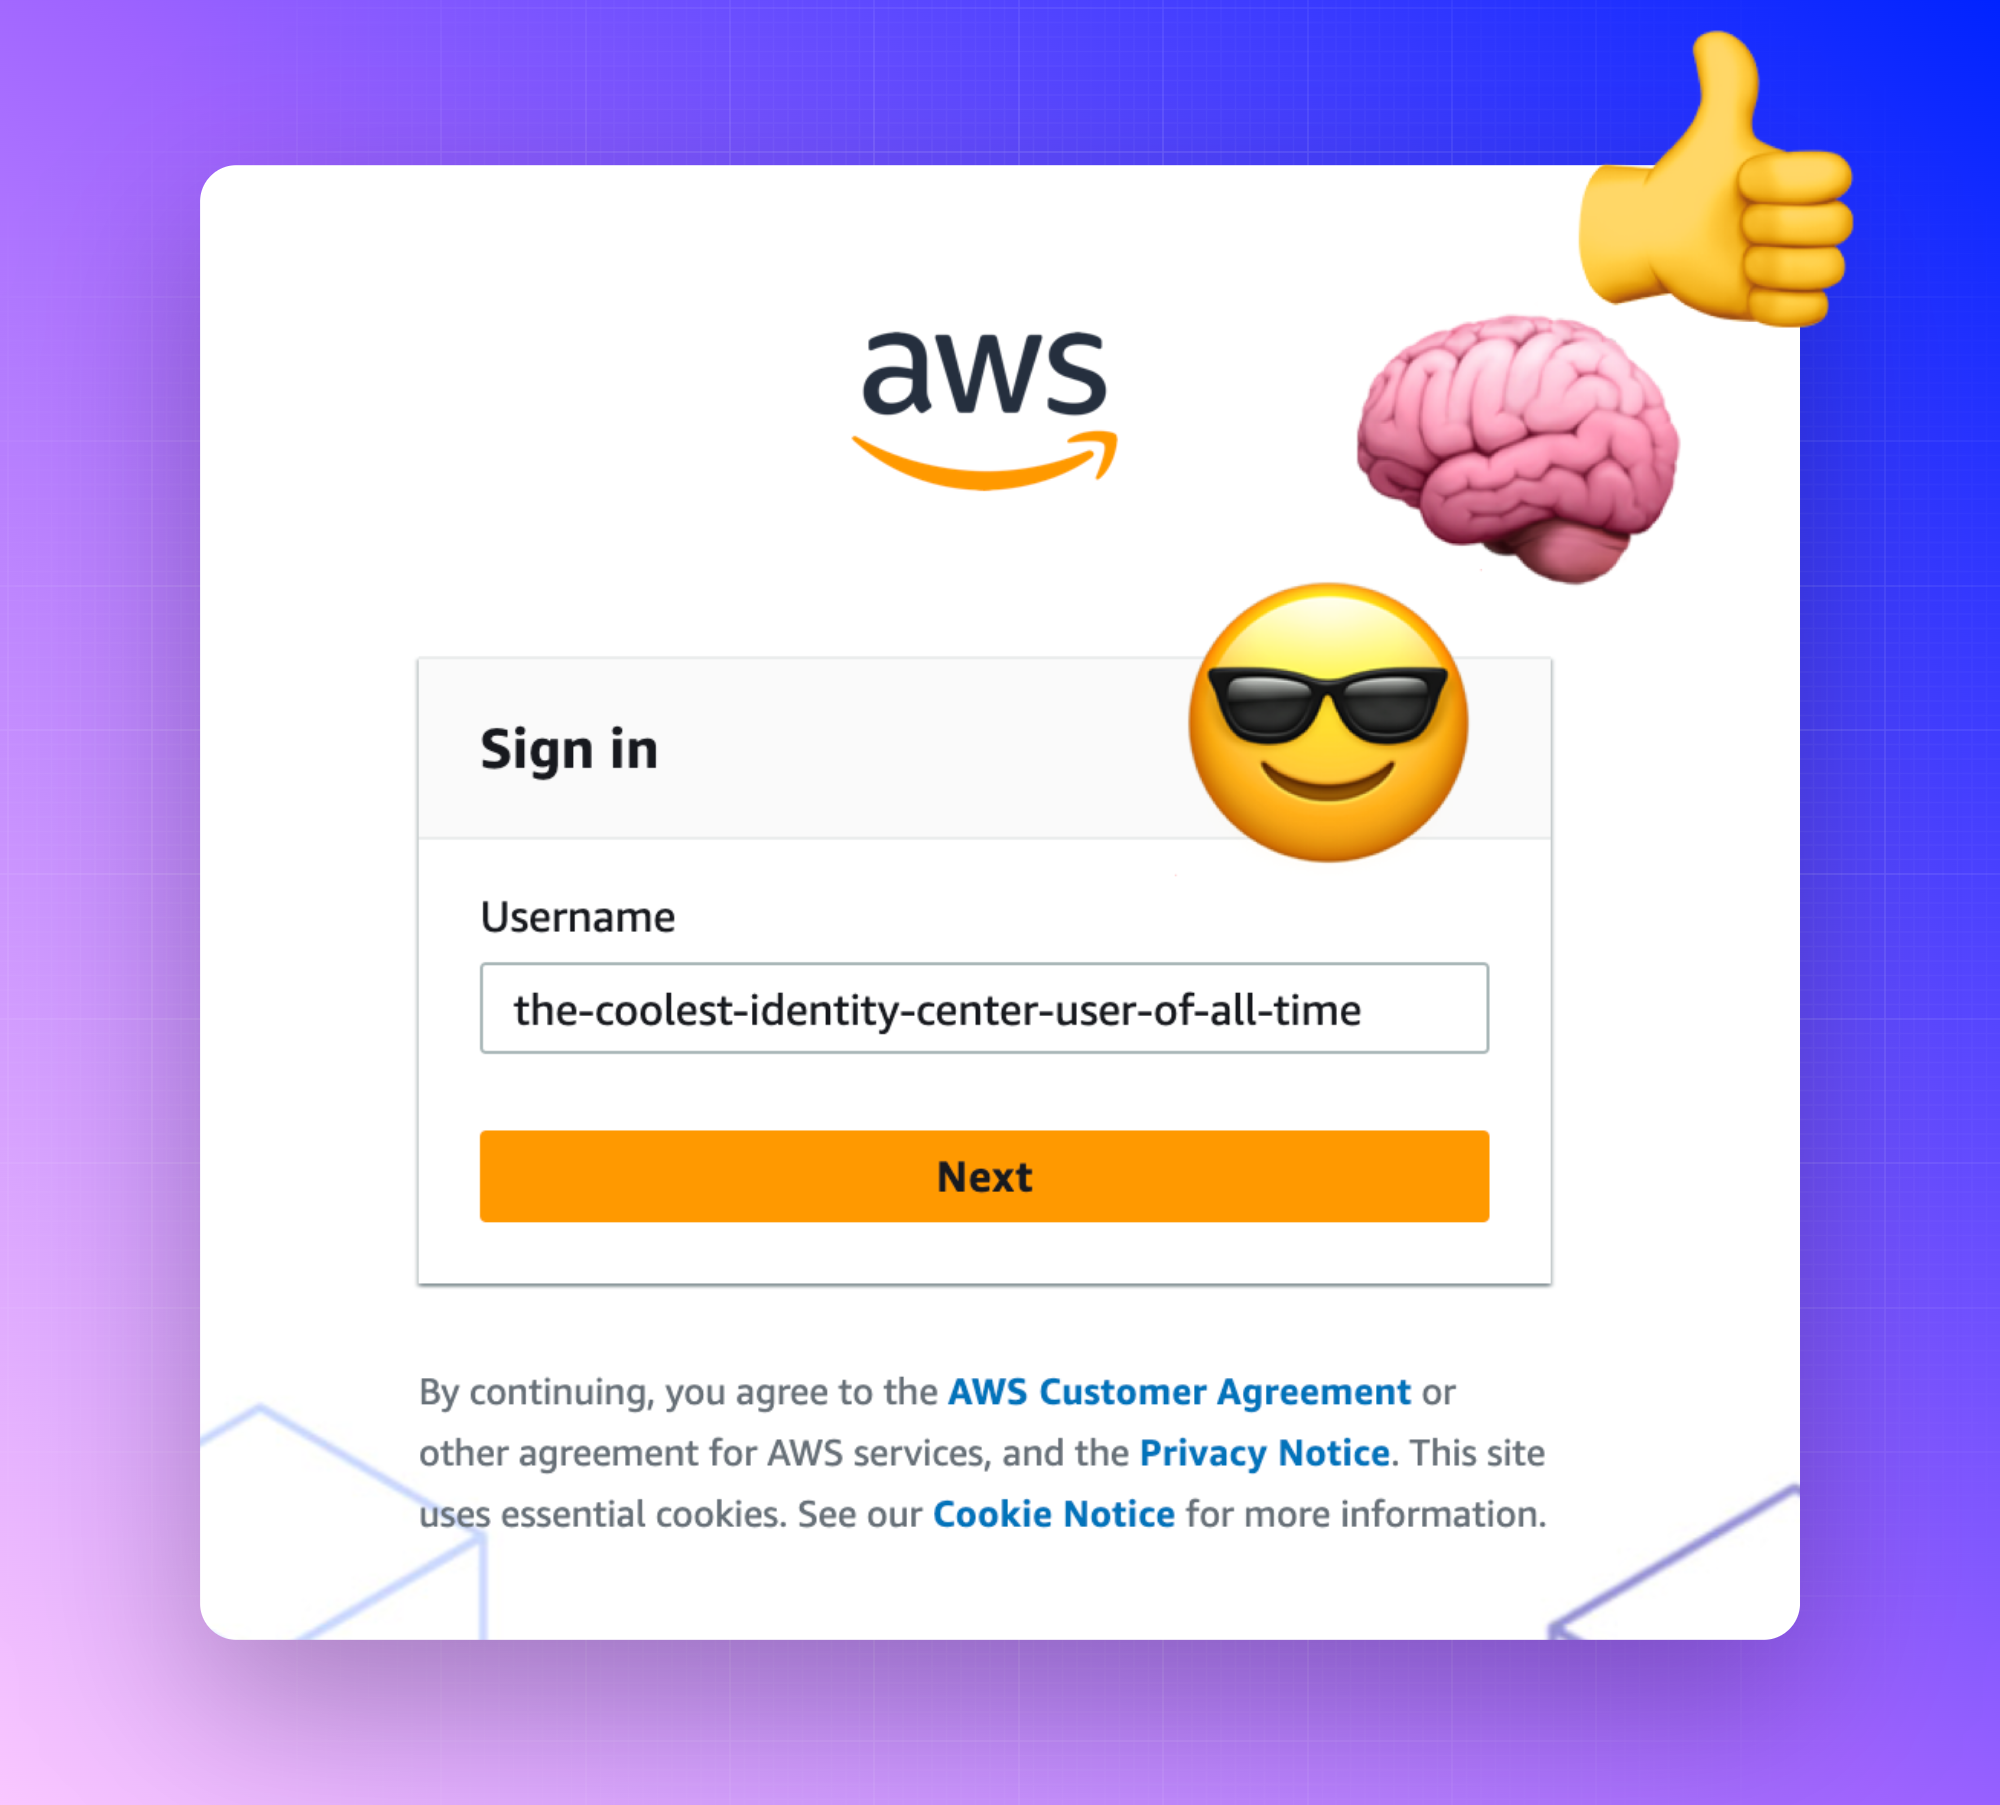 aws
Sign in
Username
the-coolest-identity-center-user-of-all-time
Next
By continuing, you agree to the AWS Customer Agreement or
other agreement for AWS services, and the Privacy Notice. This site
uses essential cookies. See our Cookie Notice for more information.